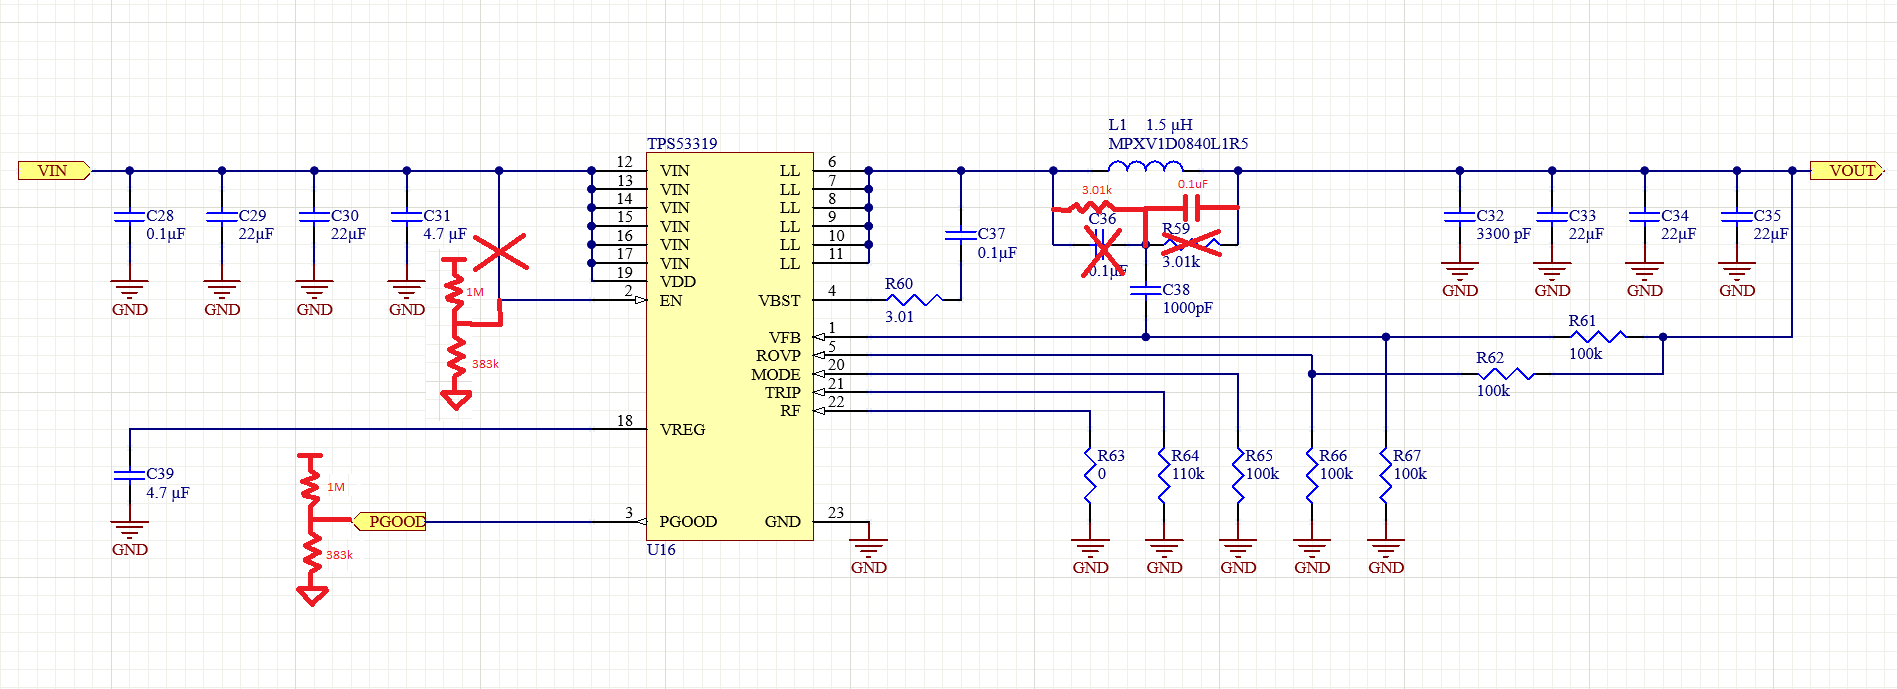 VIN
C28
0.1µF
GND
C29
22µF
GND
C30
22µF
GND
C31
4.7 µF
GND
1M
383k
TPS53319
12 VIN
13 VIN
14 VIN
15 VIN
16 VIN
17 VIN
19 VDD
2 EN
18 VREG
3 PGOOD
LL 6
LL 7
LL 8
LL 9
LL 10
LL 11
VBST 4
VFB 1
ROVP 5
MODE 20
TRIP 21
RF 22
GND 23
U16
GND
C39
4.7 µF
GND
1M
383k
PGOOD
R60
3.01
C37
0.1µF
L1 1.5 µH
MPXV1D0840L1R5
3.01k
0.1uF
C36
0.1µF
R59
3.01k
C38
1000pF
C32
3300 pF
GND
C33
22µF
GND
C34
22µF
GND
C35
22µF
GND
VOUT
R61
100k
R62
100k
R63
0
GND
R64
110k
GND
R65
100k
GND
R66
100k
GND
R67
100k
GND